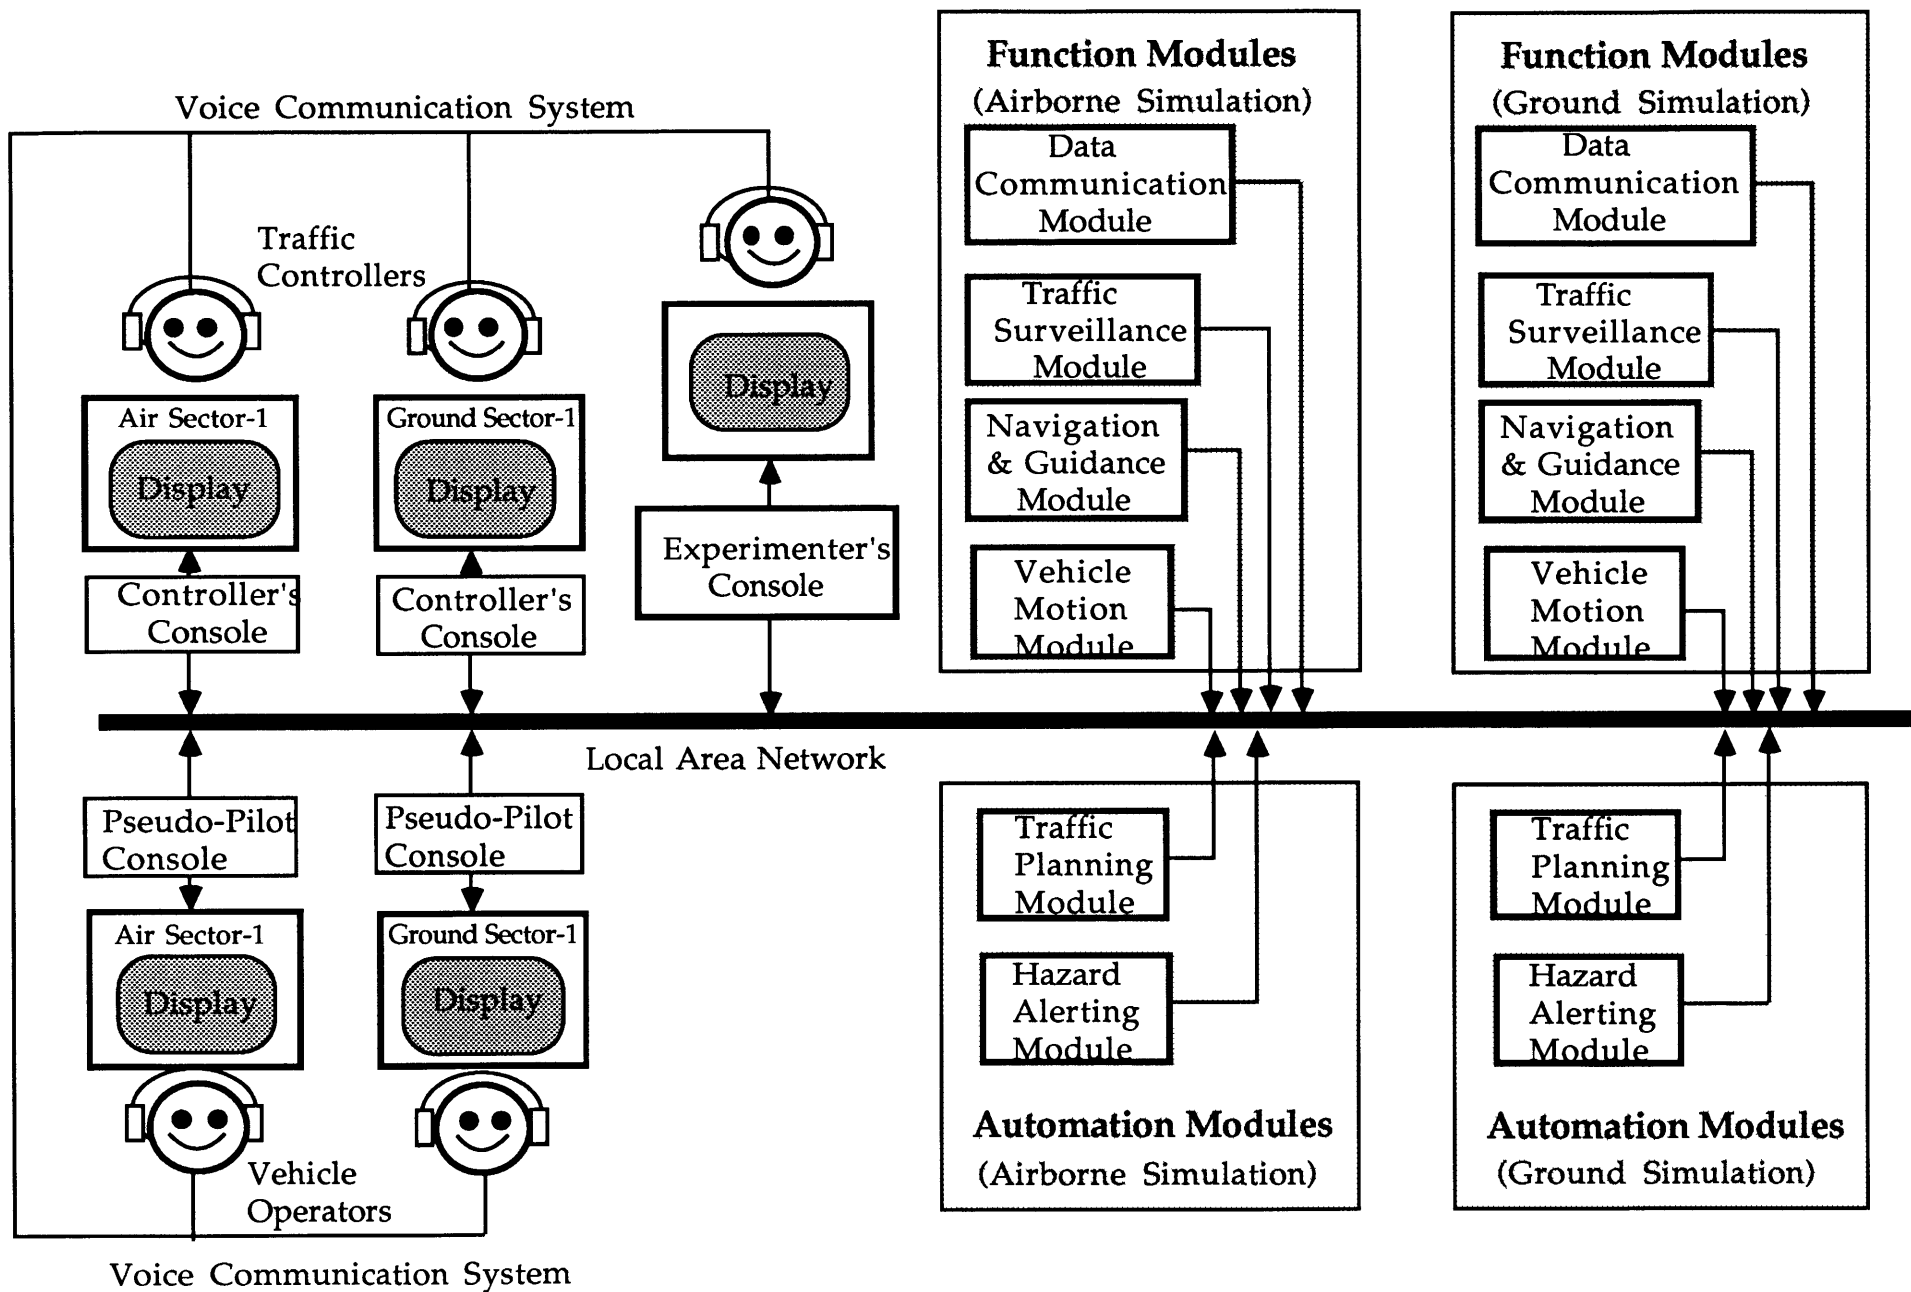 Voice Communication System
Traffic
Controllers
Air Sector-1
Display
Controller's
Console
Ground Sector-1
Display
Controller's
Console
Display
Experimenter's
Console
Function Modules
(Airborne Simulation)
Data
Communication
Module
Traffic
Surveillance
Module
Navigation
& Guidance
Module
Vehicle
Motion
Module
Function Modules
(Ground Simulation)
Data
Communication
Module
Traffic
Surveillance
Module
Navigation
& Guidance
Module
Vehicle
Motion
Module
Local Area Network
Pseudo-Pilot
Console
Air Sector-1
Display
Pseudo-Pilot
Console
Ground Sector-1
Display
Vehicle
Operators
Voice Communication System
Traffic
Planning
Module
Hazard
Alerting
Module
Automation Modules
(Airborne Simulation)
Traffic
Planning
Module
Hazard
Alerting
Module
Automation Modules
(Ground Simulation)